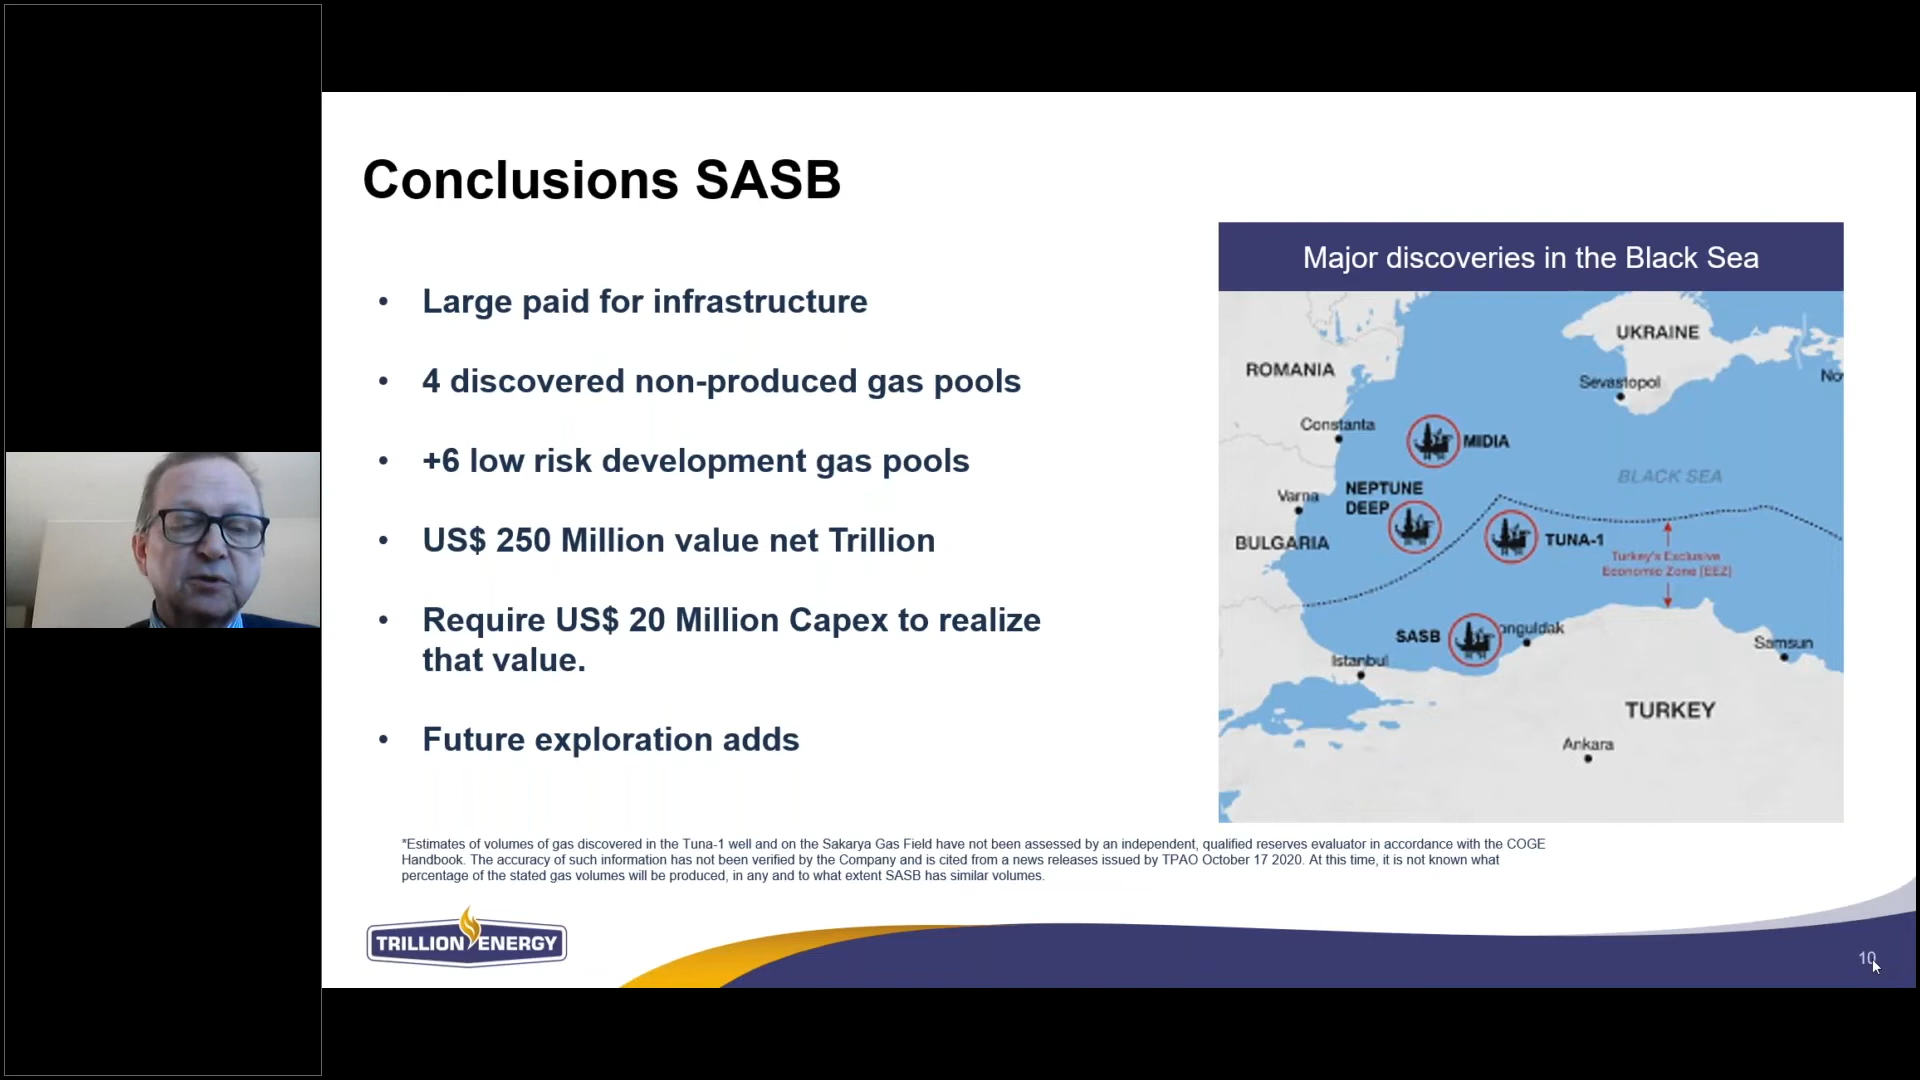 Conclusions SASB
• Large paid for infrastructure
• 4 discovered non-produced gas pools
• +6 low risk development gas pools
• US$ 250 Million value net Trillion
• Require US$ 20 Million Capex to realize
that value.
• Future exploration adds
Major discoveries in the Black Sea
UKRAINE
ROMANIA
Sevastopol
No
Constanta
MIDIA
BLACK SEA
NEPTUNE
DEEP
Varna
BULGARIA
TUNA-1
Turkey's Exclusive
Economic Zone [EEZ]
SASB
onguldak
Istanbul
Samsun
TURKEY
Ankara
*Estimates of volumes of gas discovered in the Tuna-1 well and on the Sakarya Gas Field have not been assessed by an independent, qualified reserves evaluator in accordance with the COGE
Handbook. The accuracy of such information has not been verified by the Company and is cited from a news releases issued by TPAO October 17 2020. At this time, it is not known what
percentage of the stated gas volumes will be produced, in any and to what extent SASB has similar volumes.
TRILLION ENERGY
10